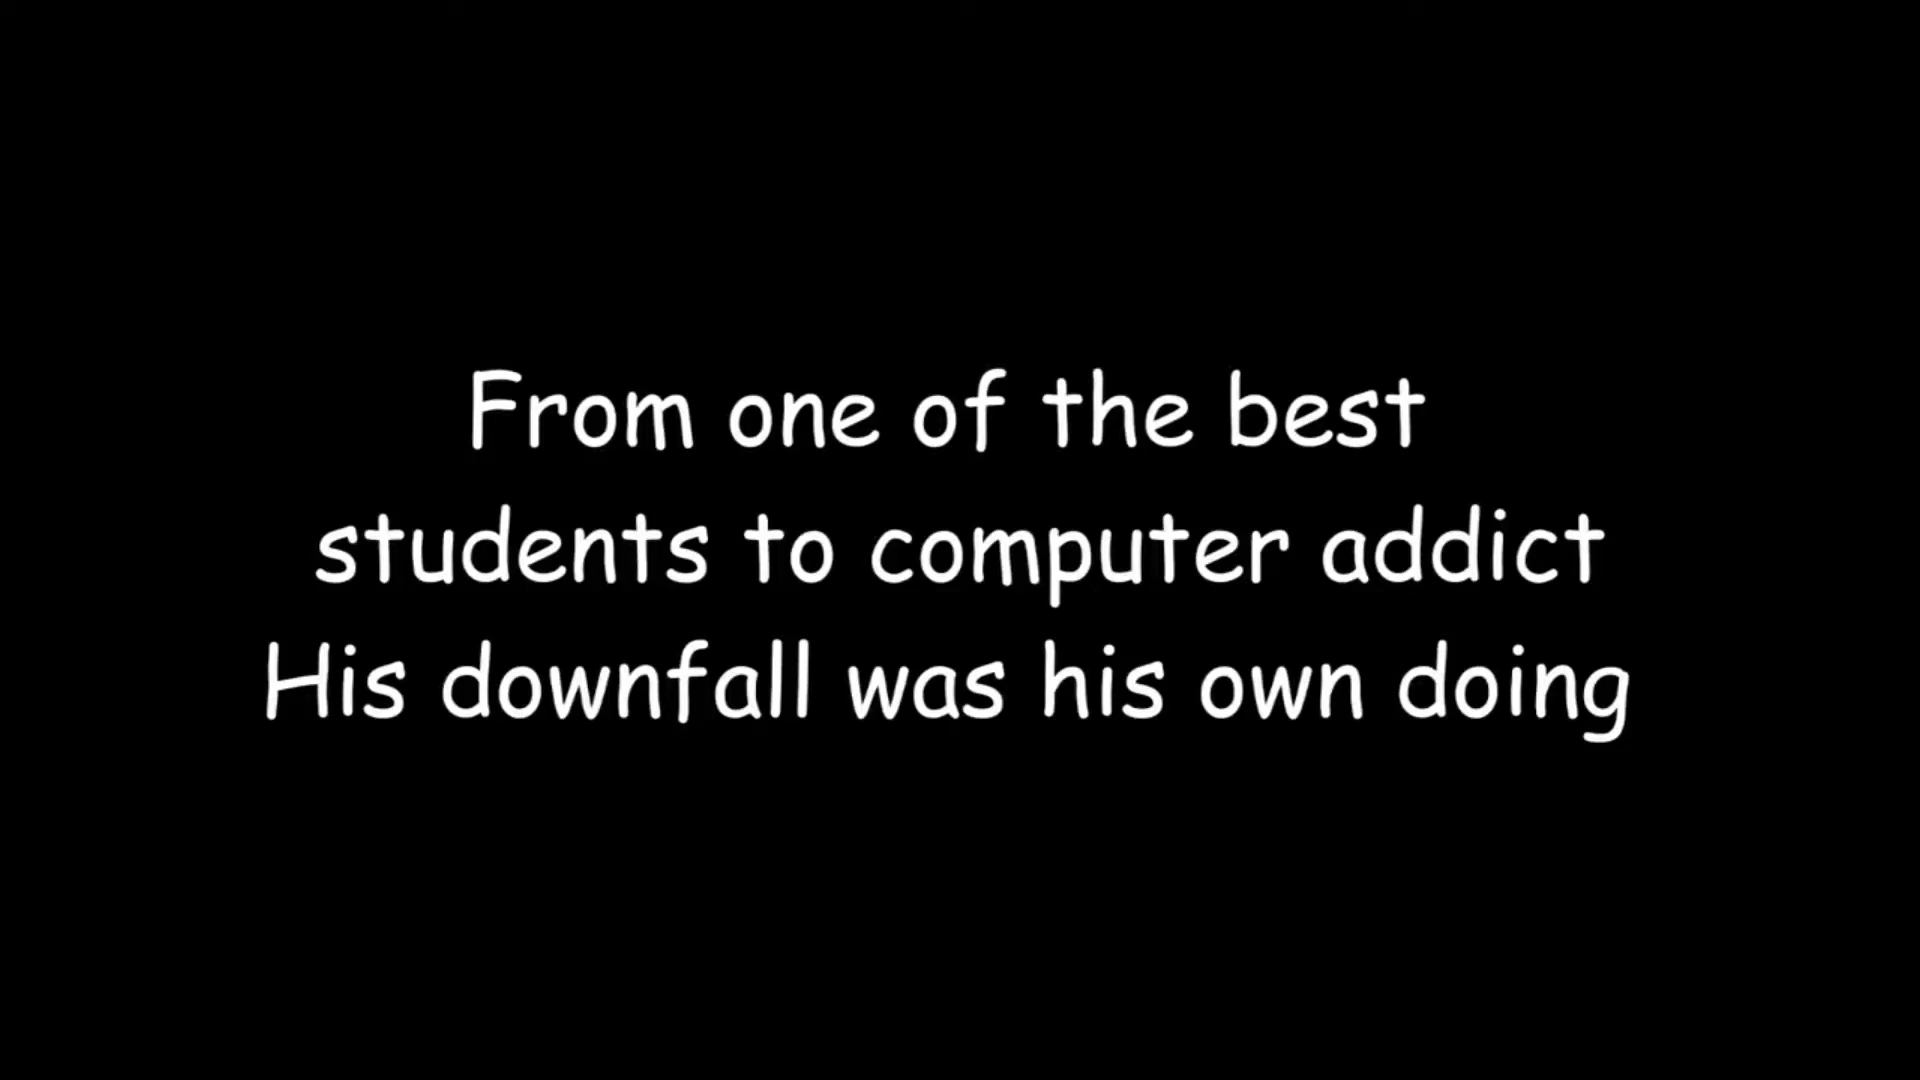 From one of the best
students to computer addict
His downfall was his own doing